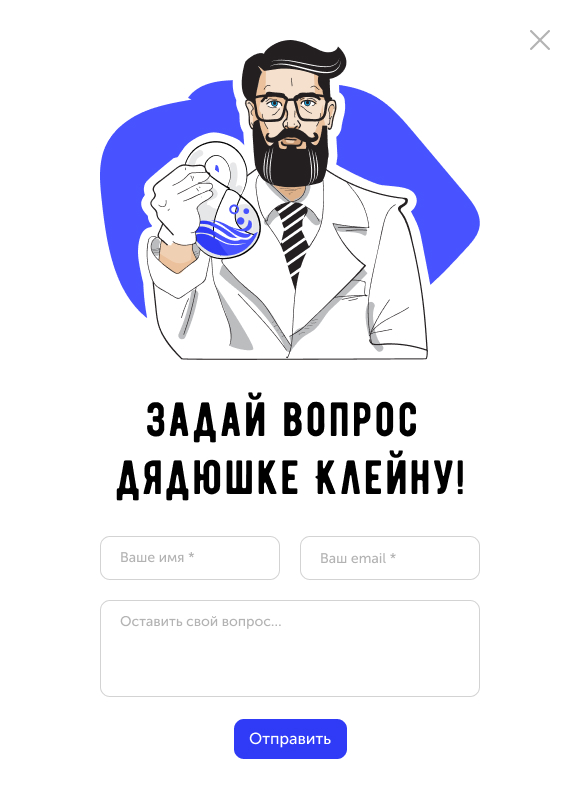 ЗАДАЙ ВОПРОС
ДЯДЮШКЕ КЛЕЙНУ!
Ваше имя *
Ваш email *
Оставить свой вопрос...
Отправить